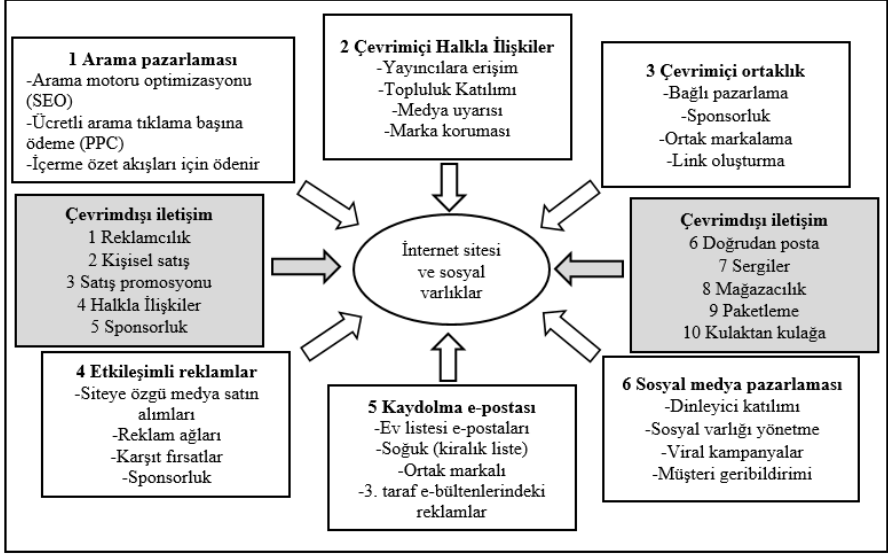 1 Arama pazarlaması
-Arama motoru optimizasyonu
(SEO)
-Ücretli arama tıklama başına
ödeme (PPC)
-İçerme özet akışları için ödenir
2 Çevrimiçi Halkla İlişkiler
-Yayıncılara erişim
-Topluluk Katılımı
-Medya uyarısı
-Marka koruması
3 Çevrimiçi ortaklık
-Bağlı pazarlama
-Sponsorluk
-Ortak markalama
-Link oluşturma
Çevrimdışı iletişim
1 Reklamcılık
2 Kişisel satış
3 Satış promosyonu
4 Halkla İlişkiler
5 Sponsorluk
İnternet sitesi
ve sosyal
varlıklar
Çevrimdışı iletişim
6 Doğrudan posta
7 Sergiler
8 Mağazacılık
9 Paketleme
10 Kulaktan kulağa
4 Etkileşimli reklamlar
-Siteye özgü medya satın
alımları
-Reklam ağları
-Karşıt fırsatlar
-Sponsorluk
5 Kaydolma e-postası
-Ev listesi e-postaları
-Soğuk (kiralık liste)
-Ortak markalı
-3. taraf e-bültenlerindeki
reklamlar
6 Sosyal medya pazarlaması
-Dinleyici katılımı
-Sosyal varlığı yönetme
-Viral kampanyalar
-Müşteri geribildirimi